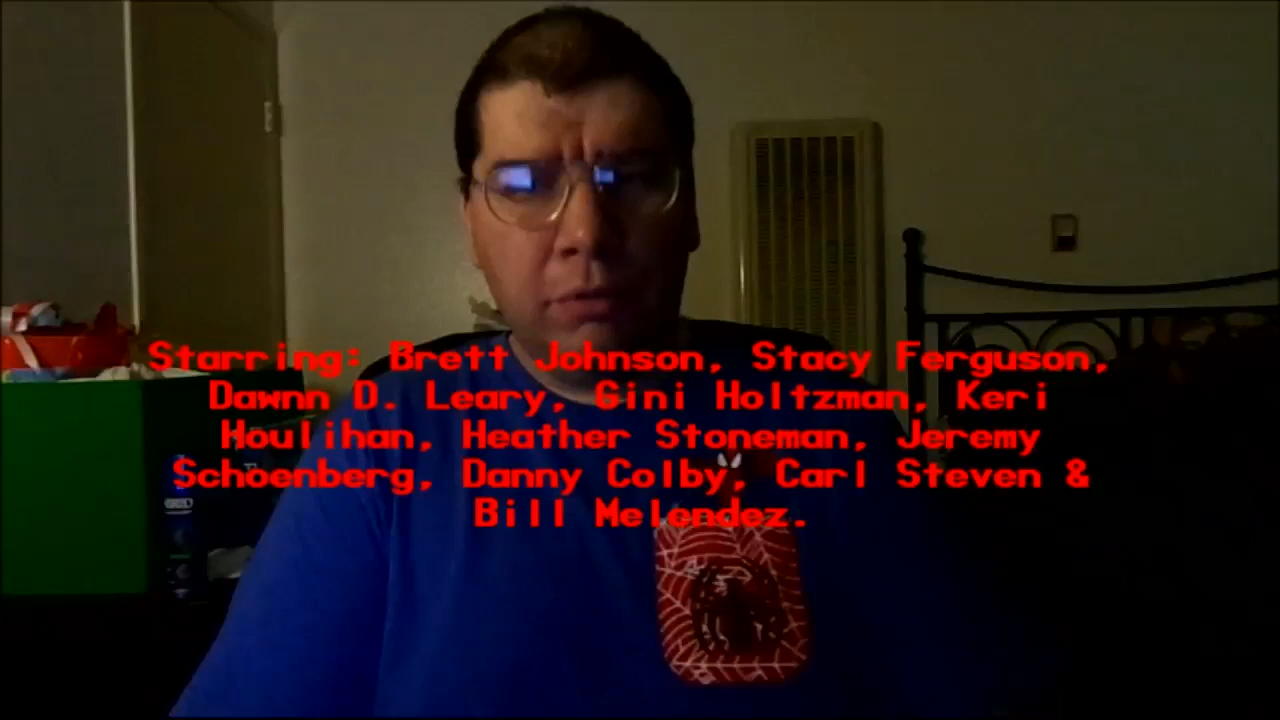 Starring: Brett Johnson, Stacy Ferguson,
Dawnn D. Leary, Gini Holtzman, Keri
Houlihan, Heather Stoneman, Jeremy
Schoenberg, Danny Colby, Carl Steven &
Bill Melendez.